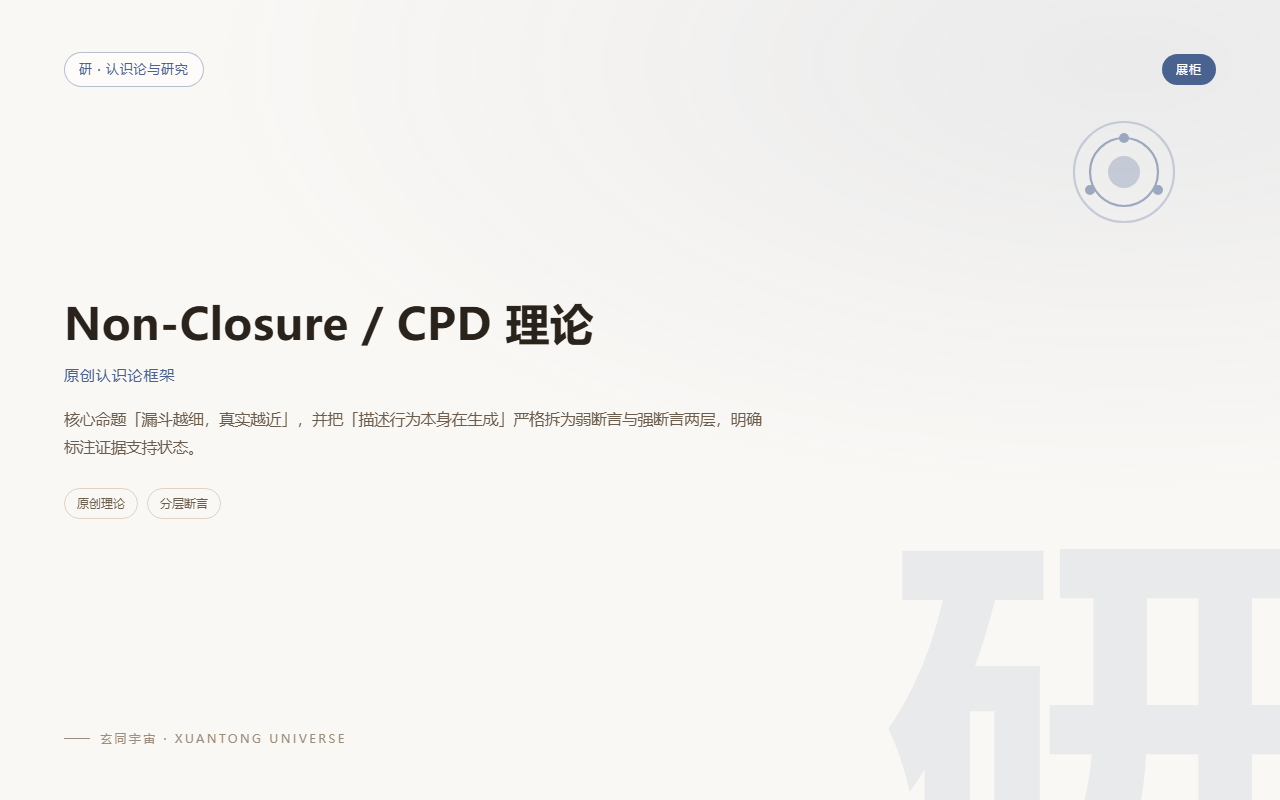 研 · 认识论与研究
展柜
Non-Closure / CPD 理论
原创认识论框架
核心命题「漏斗越细，真实越近」，并把「描述行为本身在生成」严格拆为弱断言与强断言两层，明确
标注证据支持状态。
原创理论
分层断言
研
玄同宇宙 · XUANTONG UNIVERSE